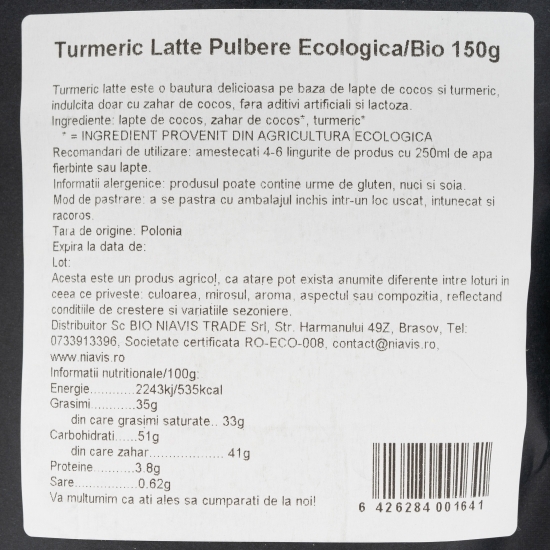 Turmeric Latte Pulbere Ecologica/Bio 150g
Turmeric latte este o bautura delicioasa pe baza de lapte de cocos si turmeric,
indulcita doar cu zahar de cocos, fara aditivi artificiali si lactoza.
Ingrediente: lapte de cocos, zahar de cocos*, turmeric*
* = INGREDIENT PROVENIT DIN AGRICULTURA ECOLOGICA
Recomandari de utilizare: amestecati 4-6 lingurite de produs cu 250ml de apa
fierbinte sau lapte.
Informatii alergenice: produsul poate contine urme de gluten, nuci si soia.
Mod de pastrare: a se pastra cu ambalajul inchis intr-un loc uscat, intunecat si
racoros.
Tara de origine: Polonia
Expira la data de:
Lot:
Acesta este un produs agricol, ca atare pot exista anumite diferente intre loturi in
ceea ce priveste: culoarea, mirosul, aroma, aspectul sau compozitia, reflectand
conditiile de crestere si variatiile sezoniere.
Distribuitor Sc BIO NIAVIS TRADE Srl, Str. Harmanului 49Z, Brasov, Tel:
0733913396, Societate certificata RO-ECO-008, contact@niavis.ro,
www.niavis.ro
Informatii nutritionale/100g:
Energie............2243kj/535kcal
Grasimi............35g
din care grasimi saturate.. 33g
Carbohidrati......51g
din care zahar.................... 41g
Proteine...........3.8g
Sare.................0.62g
Va multumim ca ati ales sa cumparati de la noi!
6 426284 001641